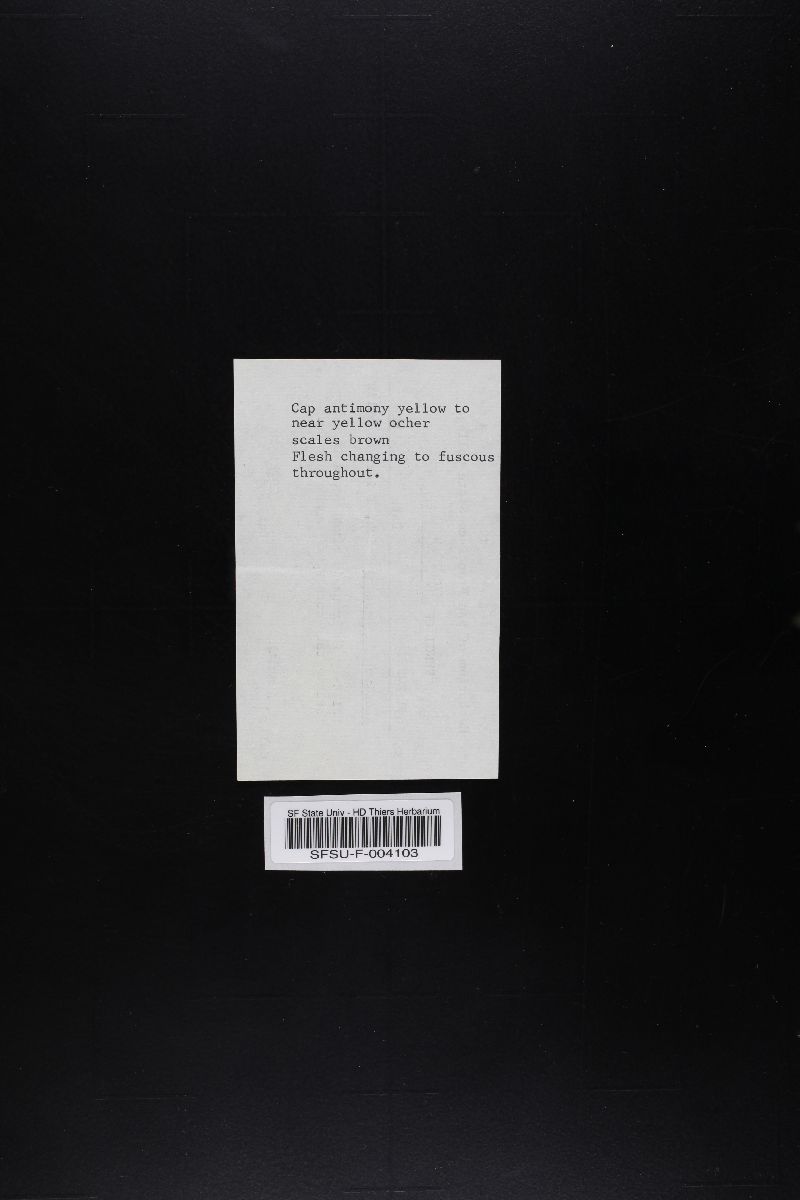 Cap antimony yellow to
near yellow ocher
scales brown
Flesh changing to fuscous
throughout.
SF State Univ - HD Thiers Herbarium
SFSU-F-004103